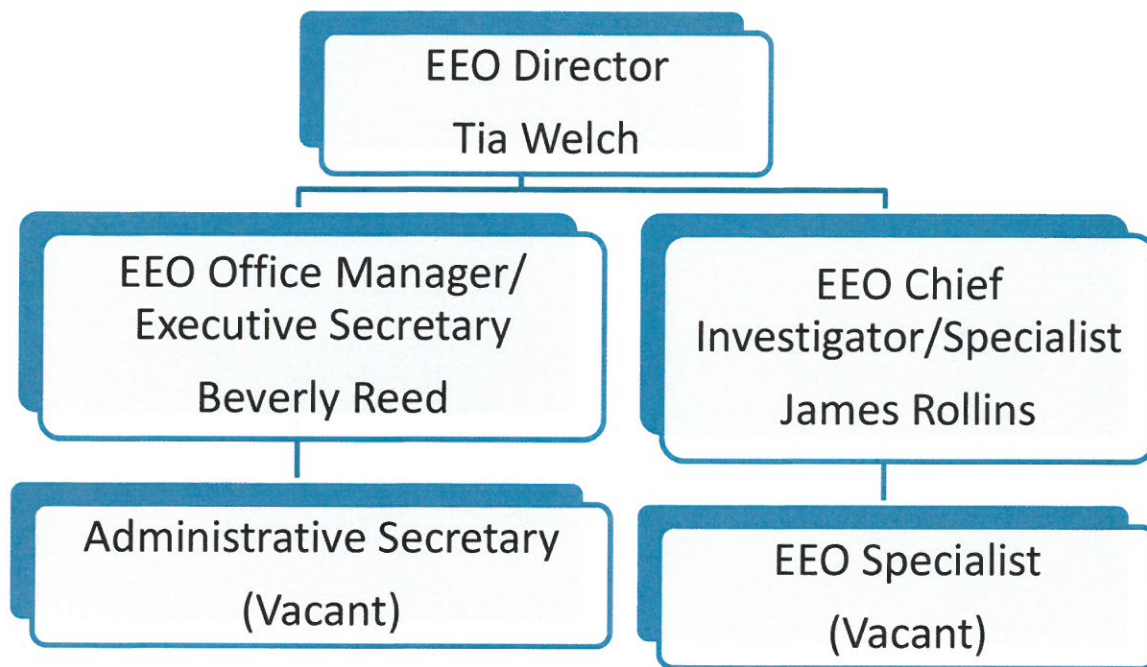 EEO Director
Tia Welch
EEO Office Manager/
Executive Secretary
Beverly Reed
EEO Chief
Investigator/Specialist
James Rollins
Administrative Secretary
(Vacant)
EEO Specialist
(Vacant)